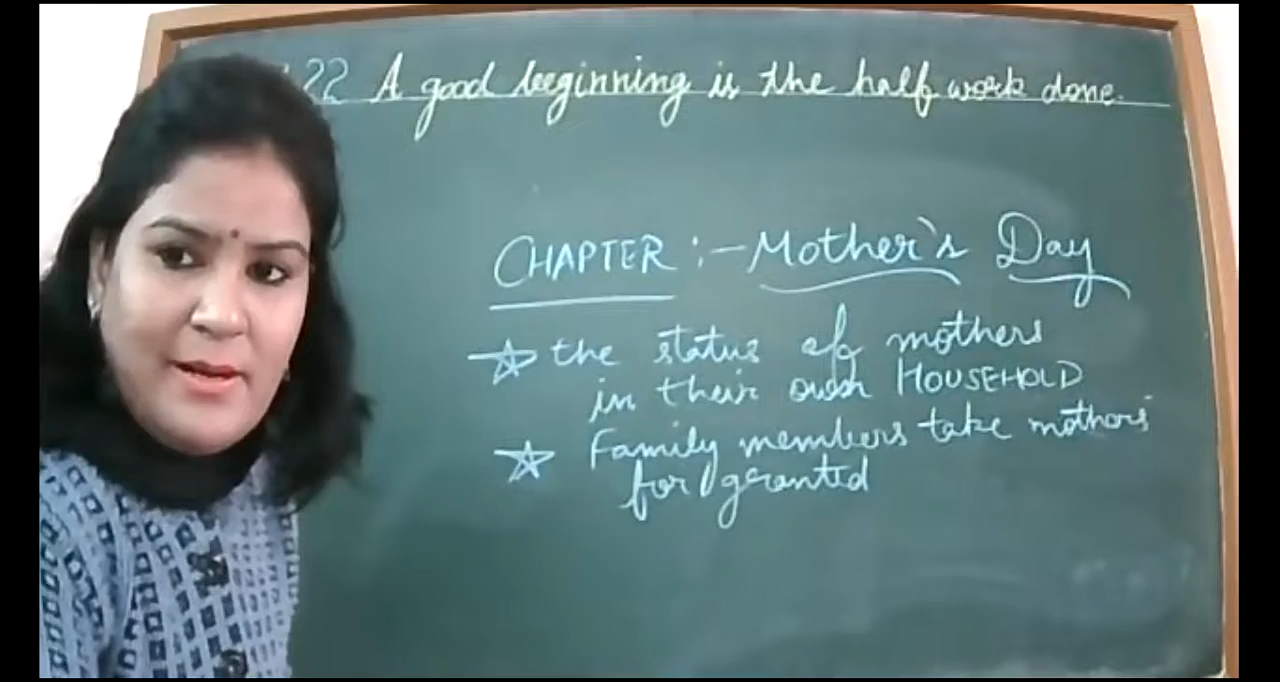 22 A good beginning is the half work done.
CHAPTER :- Mother's Day
the status of mothers
in their own HOUSEHOLD
Family members take mothers
for granted